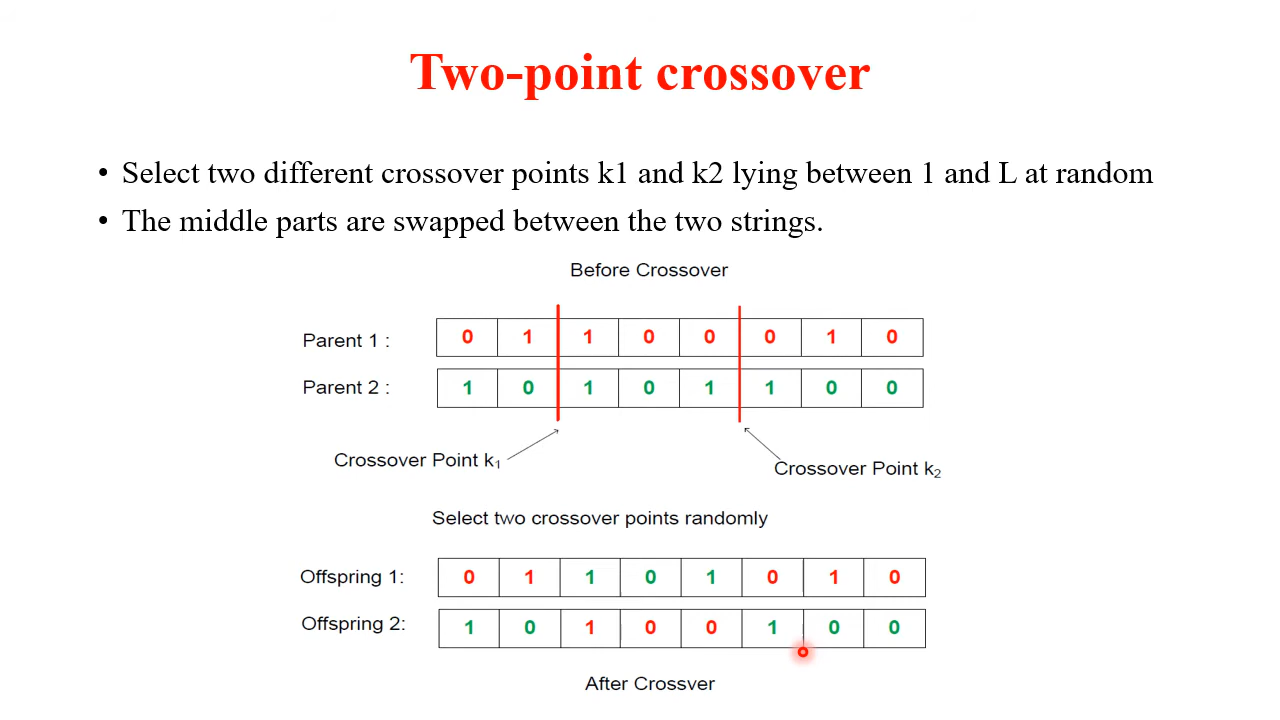 Two-point crossover
• Select two different crossover points k1 and k2 lying between 1 and L at random
• The middle parts are swapped between the two strings.
Before Crossover
Parent 1 : 0 1 1 0 0 0 1 0
Parent 2 : 1 0 1 0 1 1 0 0
Crossover Point k₁
Crossover Point k₂
Select two crossover points randomly
Offspring 1: 0 1 1 0 1 0 1 0
Offspring 2: 1 0 1 0 0 1 0 0
After Crossver